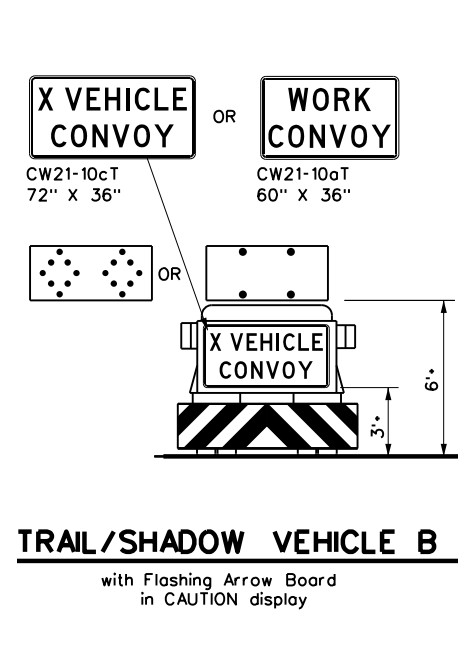 X VEHICLE
CONVOY
OR
WORK
CONVOY
CW21-10cT
72" X 36"
CW21-10aT
60" X 36"
OR
X VEHICLE
CONVOY
6'+
3'+
TRAIL/SHADOW VEHICLE B
with Flashing Arrow Board
in CAUTION display